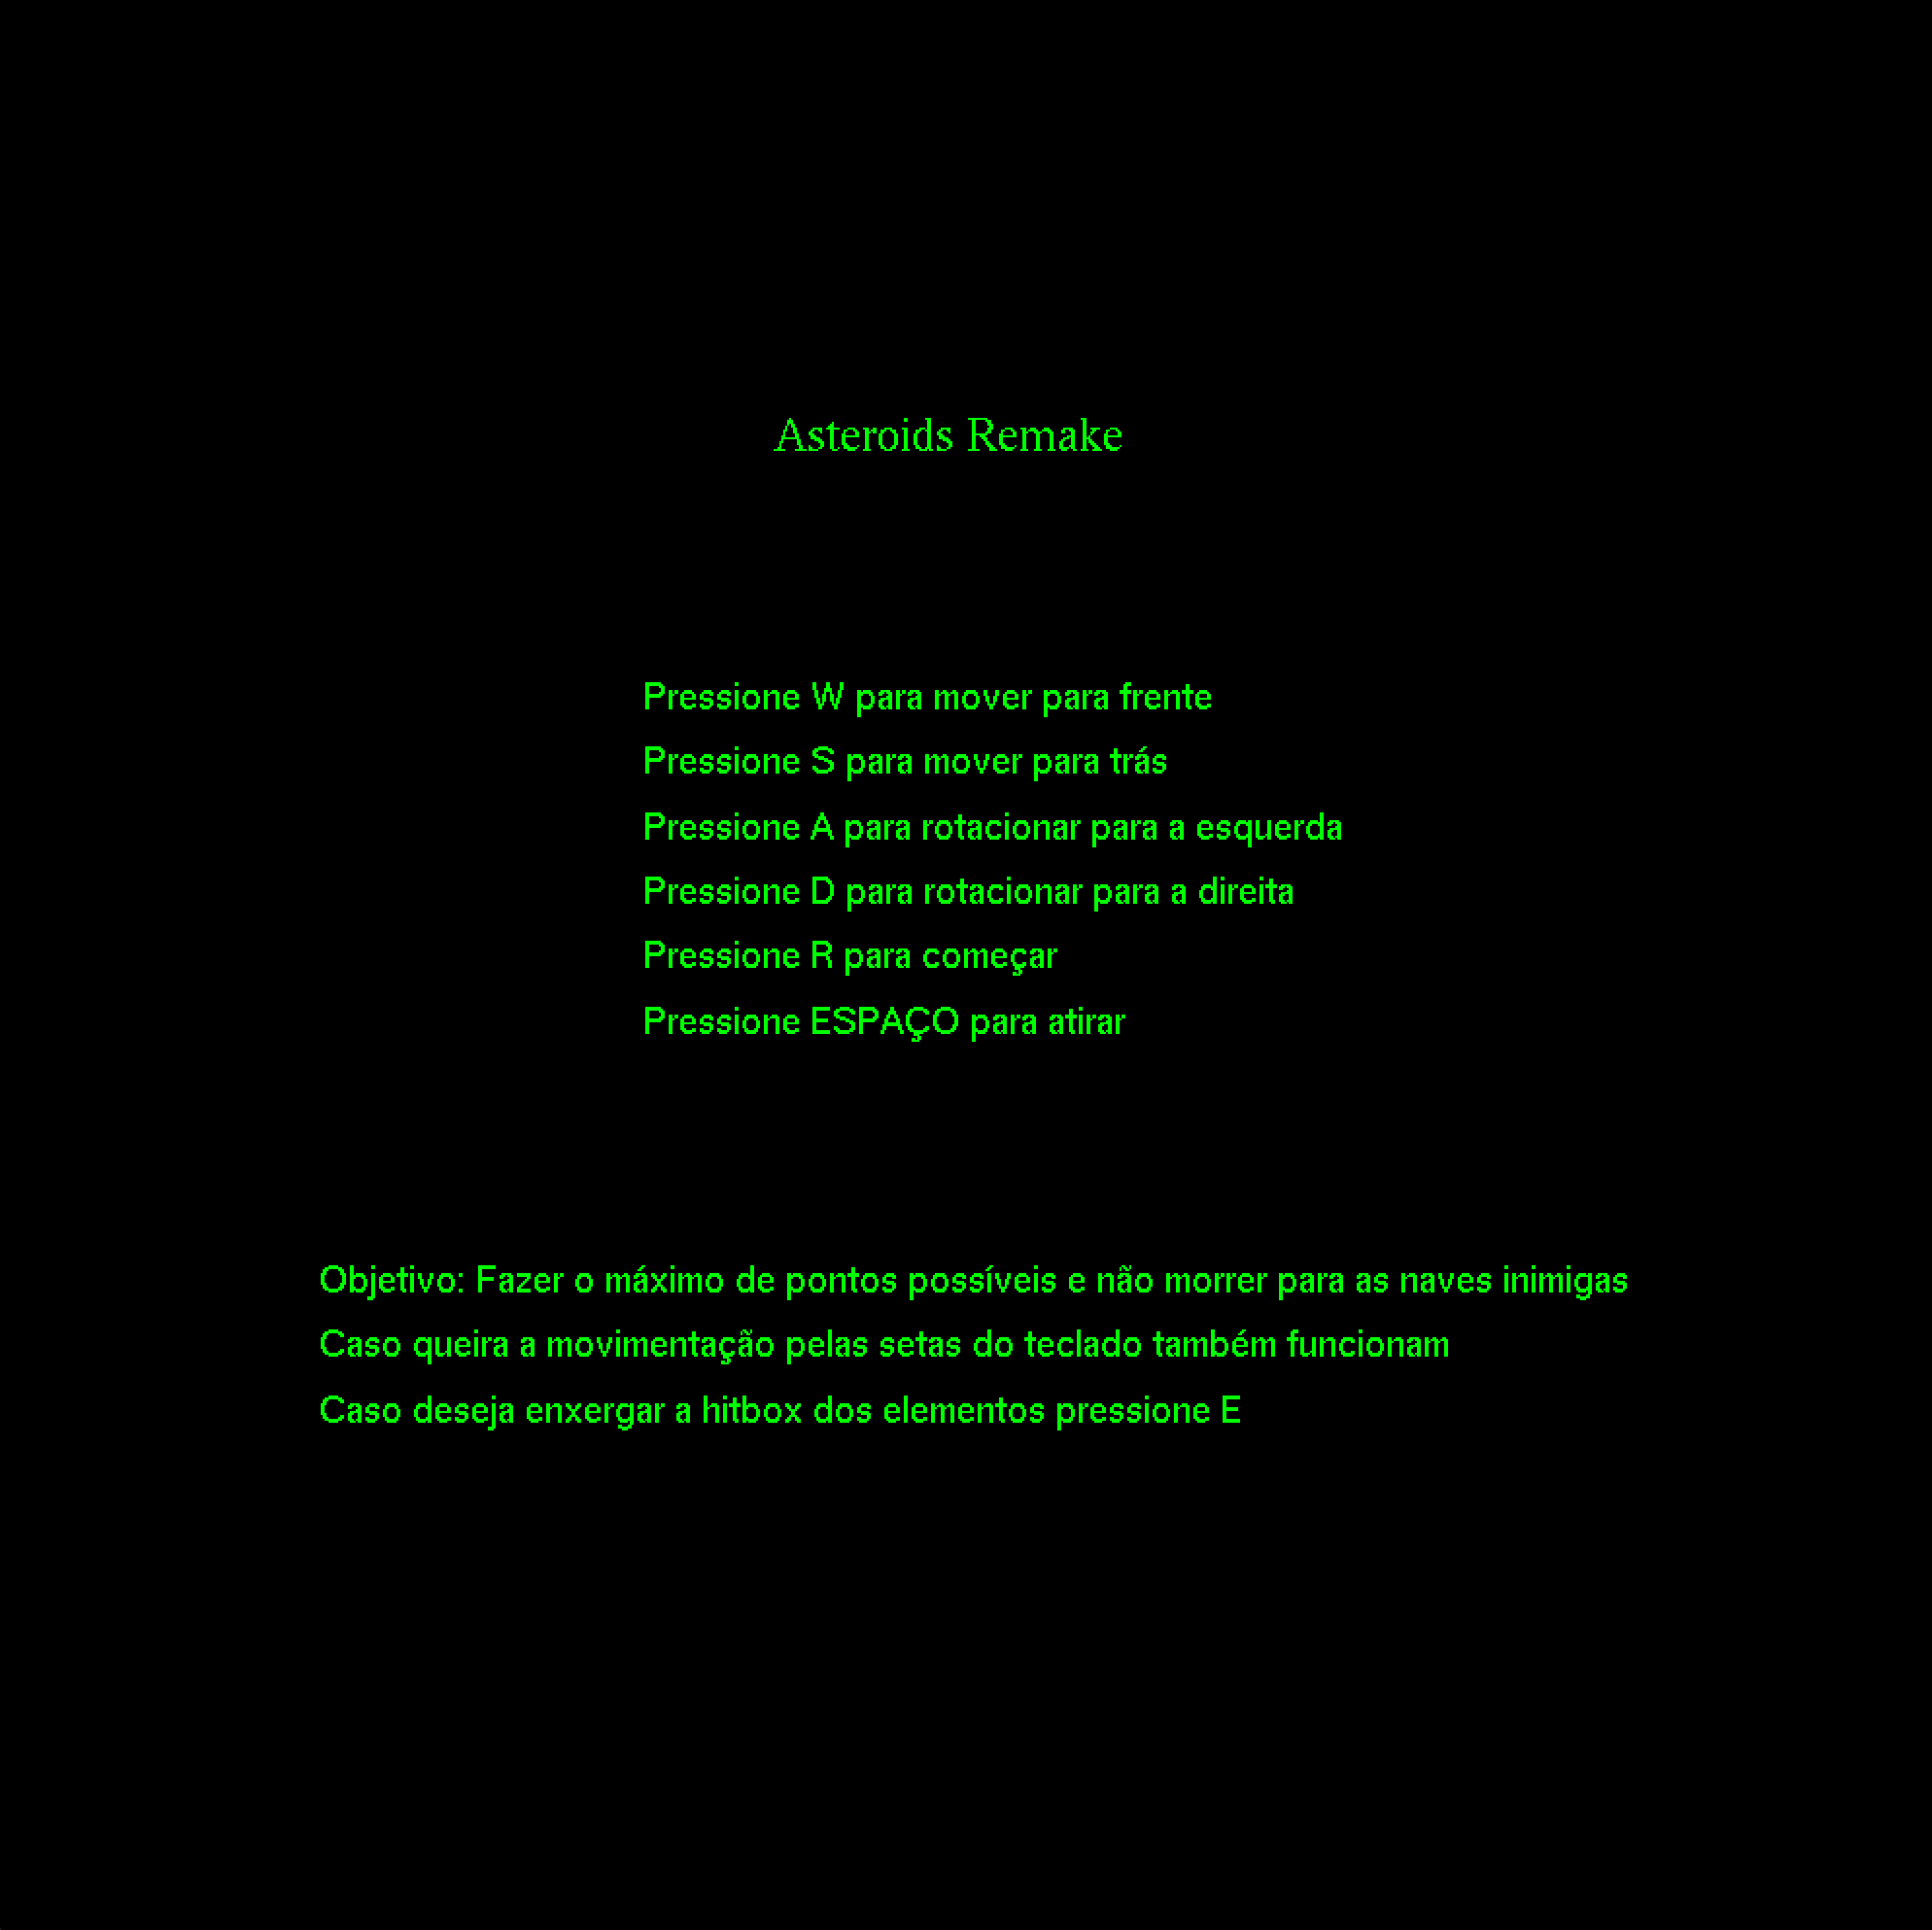 Asteroids Remake
Pressione W para mover para frente
Pressione S para mover para trás
Pressione A para rotacionar para a esquerda
Pressione D para rotacionar para a direita
Pressione R para começar
Pressione ESPAÇO para atirar
Objetivo: Fazer o máximo de pontos possíveis e não morrer para as naves inimigas
Caso queira a movimentação pelas setas do teclado também funcionam
Caso deseja enxergar a hitbox dos elementos pressione E